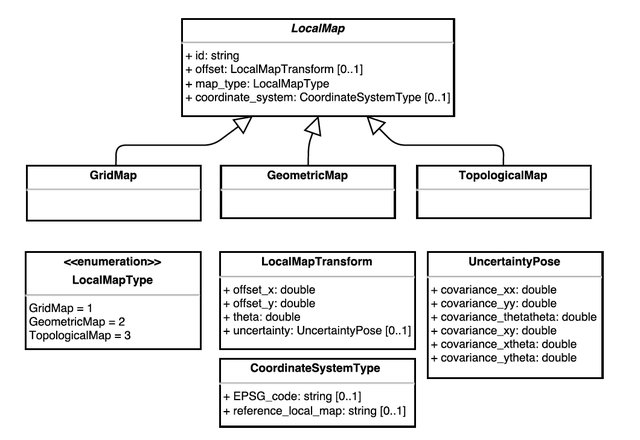 LocalMap
+ id: string
+ offset: LocalMapTransform [0..1]
+ map_type: LocalMapType
+ coordinate_system: CoordinateSystemType [0..1]
GridMap
GeometricMap
TopologicalMap
<<enumeration>>
LocalMapType
GridMap = 1
GeometricMap = 2
TopologicalMap = 3
LocalMapTransform
+ offset_x: double
+ offset_y: double
+ theta: double
+ uncertainty: UncertaintyPose [0..1]
UncertaintyPose
+ covariance_xx: double
+ covariance_yy: double
+ covariance_thetatheta: double
+ covariance_xy: double
+ covariance_xtheta: double
+ covariance_ytheta: double
CoordinateSystemType
+ EPSG_code: string [0..1]
+ reference_local_map: string [0..1]